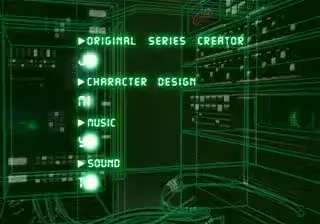 ▶ORIGINAL SERIES CREATOR
▶CHARACTER DESIGN
▶MUSIC
▶SOUND